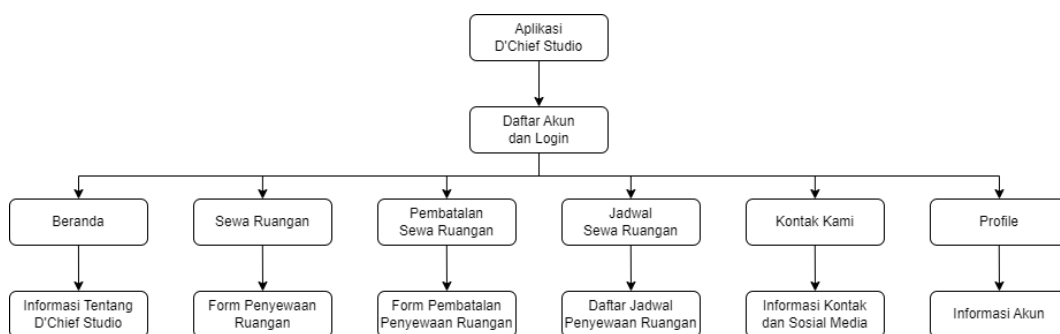 Aplikasi
D'Chief Studio
Daftar Akun
dan Login
Beranda
Sewa Ruangan
Pembatalan
Sewa Ruangan
Jadwal
Sewa Ruangan
Kontak Kami
Profile
Informasi Tentang
D'Chief Studio
Form Penyewaan
Ruangan
Form Pembatalan
Penyewaan Ruangan
Daftar Jadwal
Penyewaan Ruangan
Informasi Kontak
dan Sosial Media
Informasi Akun